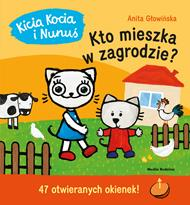 Anita Głowińska
Kicia Kocia
i Nunuś
Kto mieszka
w zagrodzie?
Media Rodzina
47 otwieranych okienek!